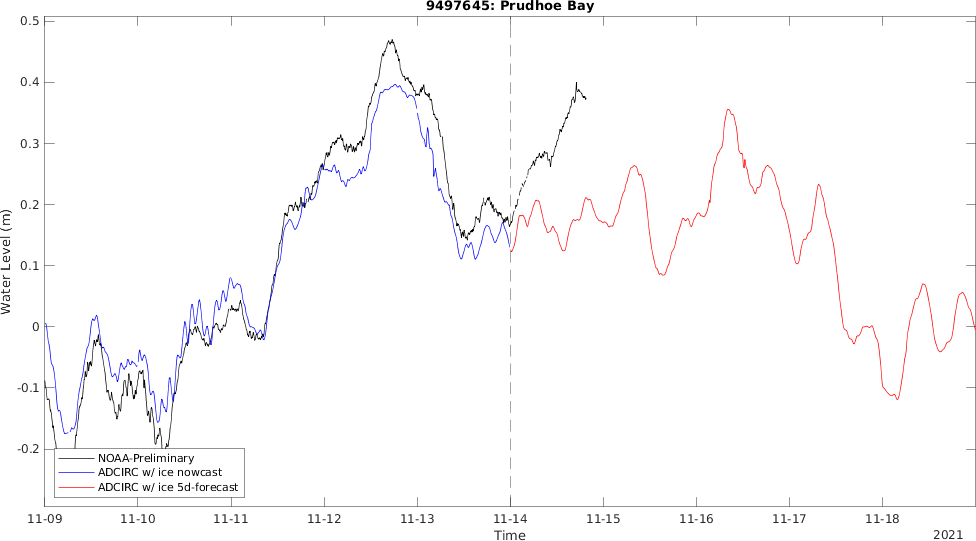 9497645: Prudhoe Bay
Water Level (m)
0.5
0.4
0.3
0.2
0.1
0
-0.1
-0.2
NOAA-Preliminary
ADCIRC w/ ice nowcast
ADCIRC w/ ice 5d-forecast
11-09 11-10 11-11 11-12 11-13 11-14 11-15 11-16 11-17 11-18
Time
2021